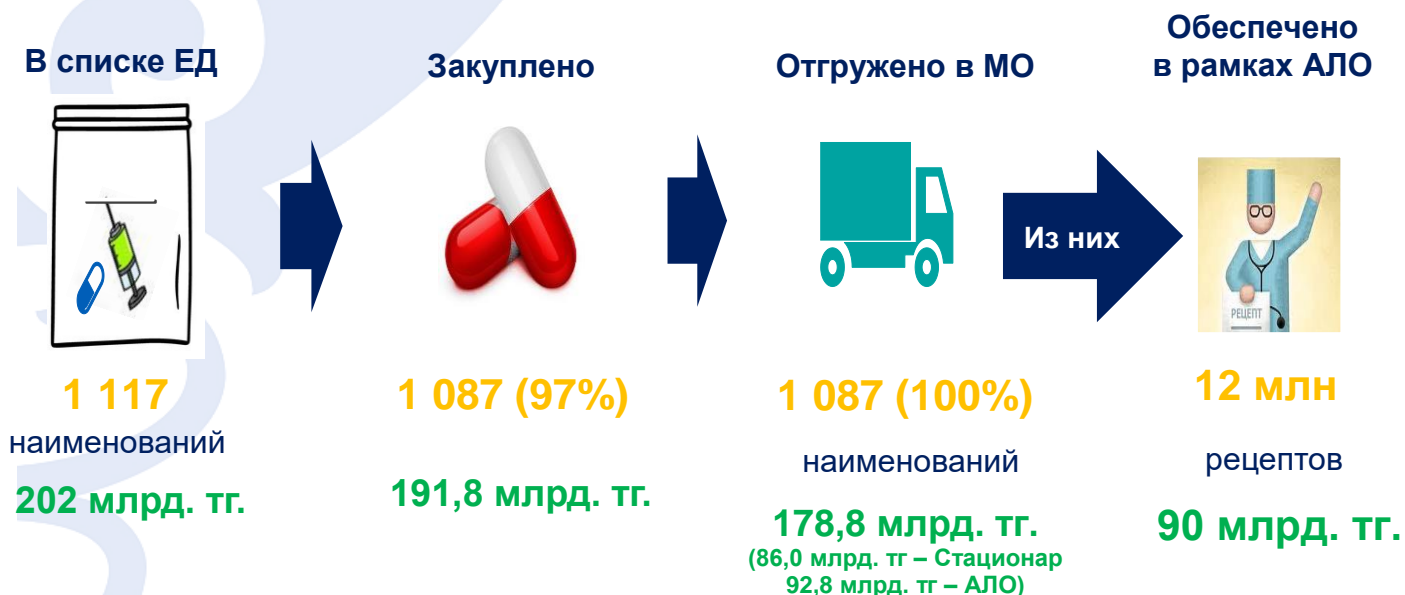 В списке ЕД
Закуплено
Отгружено в МО
Обеспечено
в рамках АЛО
Из них
РЕЦЕПТ
1 117
наименований
202 млрд. тг.
1 087 (97%)
191,8 млрд. тг.
1 087 (100%)
наименований
178,8 млрд. тг.
(86,0 млрд. тг – Стационар
92,8 млрд. тг – АЛО)
12 млн
рецептов
90 млрд. тг.